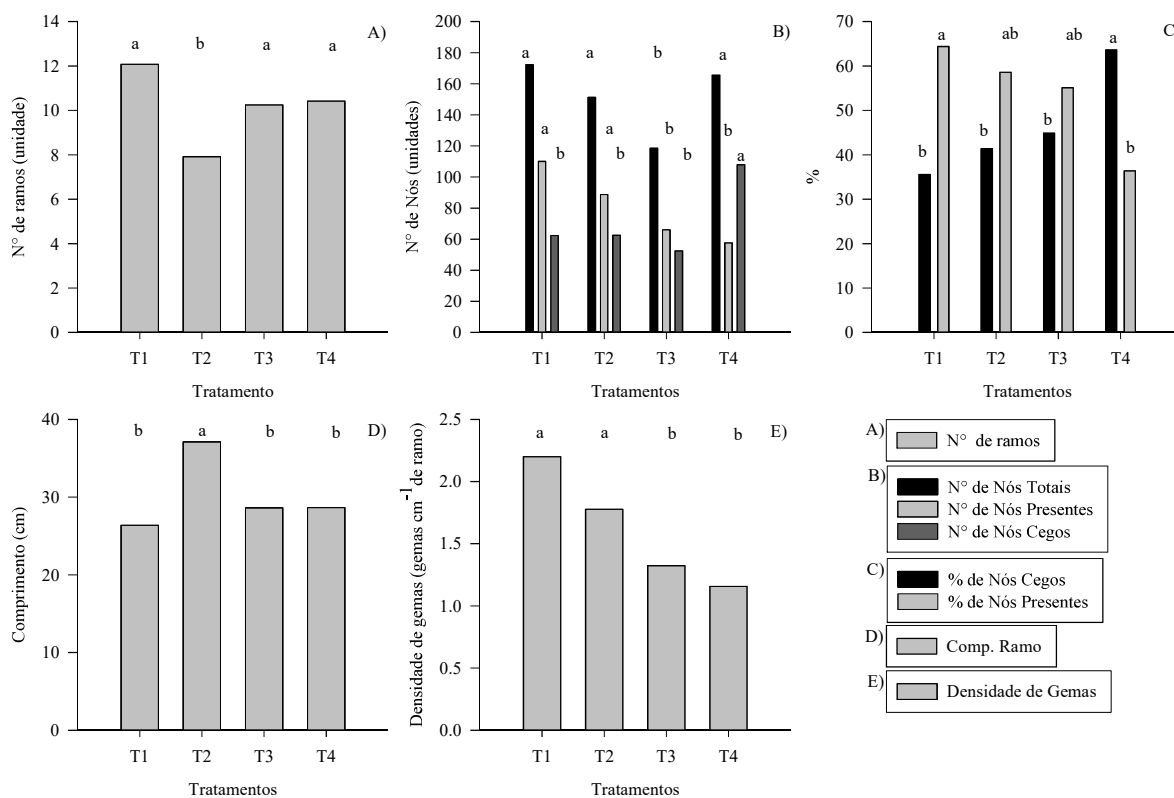 A)
14
12
10
8
6
4
2
0
N° de ramos (unidade)
a b a a
T1 T2 T3 T4
Tratamento
B)
200
180
160
140
120
100
80
60
40
20
0
N° de Nós (unidades)
a a b a
a a b b
b b b a
T1 T2 T3 T4
Tratamentos
C
70
60
50
40
30
20
10
0
%
a ab ab a
b b b b
T1 T2 T3 T4
Tratamentos
D)
40
30
20
10
0
Comprimento (cm)
b a b b
T1 T2 T3 T4
Tratamentos
E)
2.5
2.0
1.5
1.0
0.5
0.0
Densidade de gemas (gemas cm-1 de ramo)
a a b b
T1 T2 T3 T4
Tratamentos
A)
N° de ramos
B)
N° de Nós Totais
N° de Nós Presentes
N° de Nós Cegos
C)
% de Nós Cegos
% de Nós Presentes
D)
Comp. Ramo
E)
Densidade de Gemas